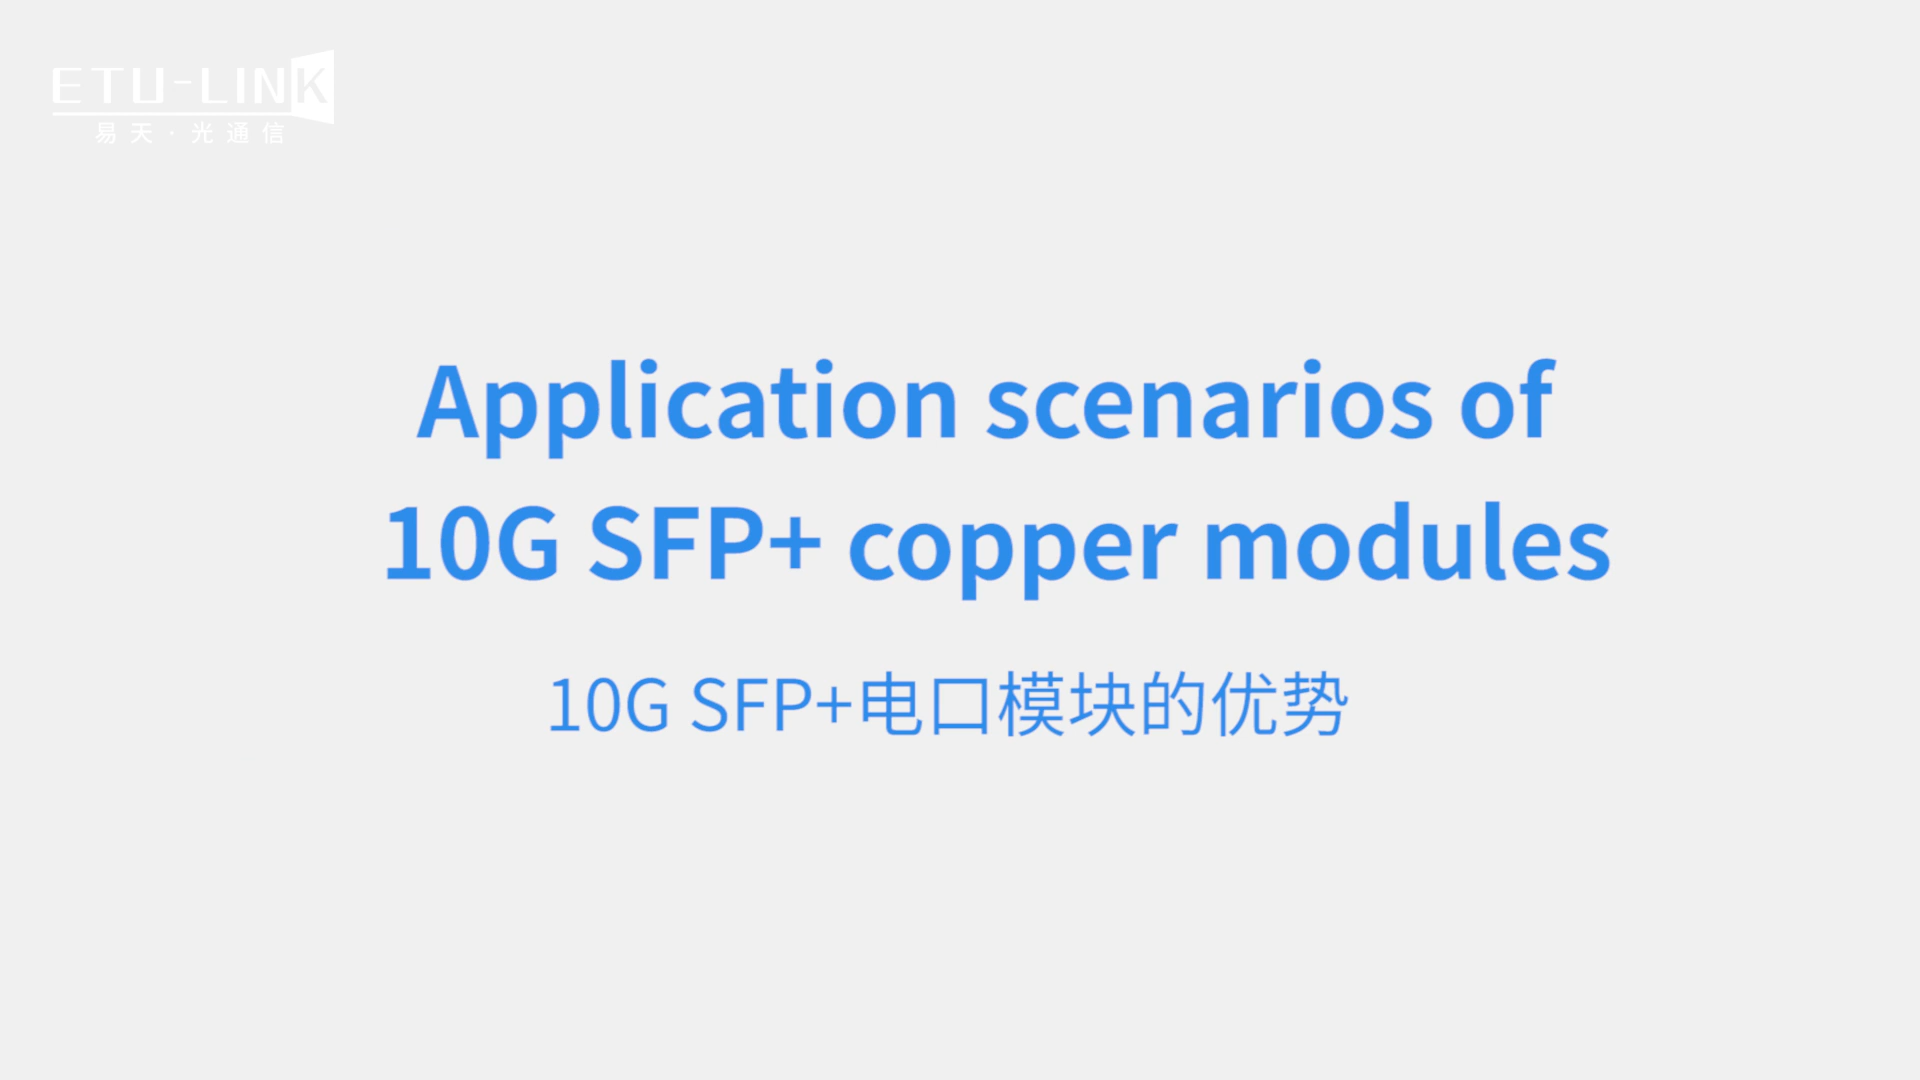 ETU-LINK
易天·光通信
Application scenarios of
10G SFP+ copper modules
10G SFP+电口模块的优势